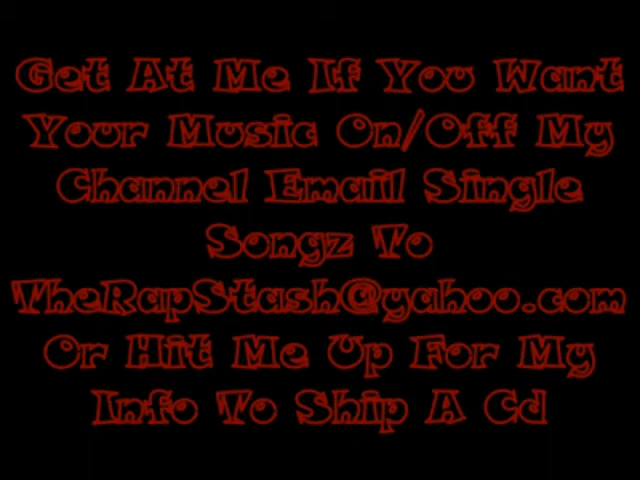 Get At Me If You Want
Your Music On/Off My
Channel Email Single
Songz To
TheRapStash@yahoo.com
Or Hit Me Up For My
Info To Ship A Cd